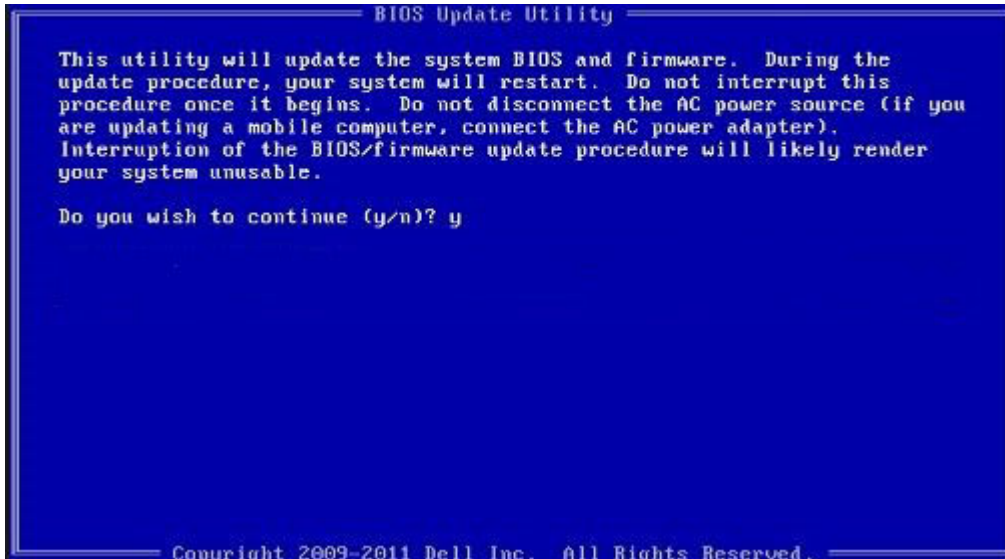 BIOS Update Utility
This utility will update the system BIOS and firmware. During the
update procedure, your system will restart. Do not interrupt this
procedure once it begins. Do not disconnect the AC power source (if you
are updating a mobile computer, connect the AC power adapter).
Interruption of the BIOS/firmware update procedure will likely render
your system unusable.
Do you wish to continue (y/n)? y
Copyright 2009-2011 Dell Inc. All Rights Reserved.